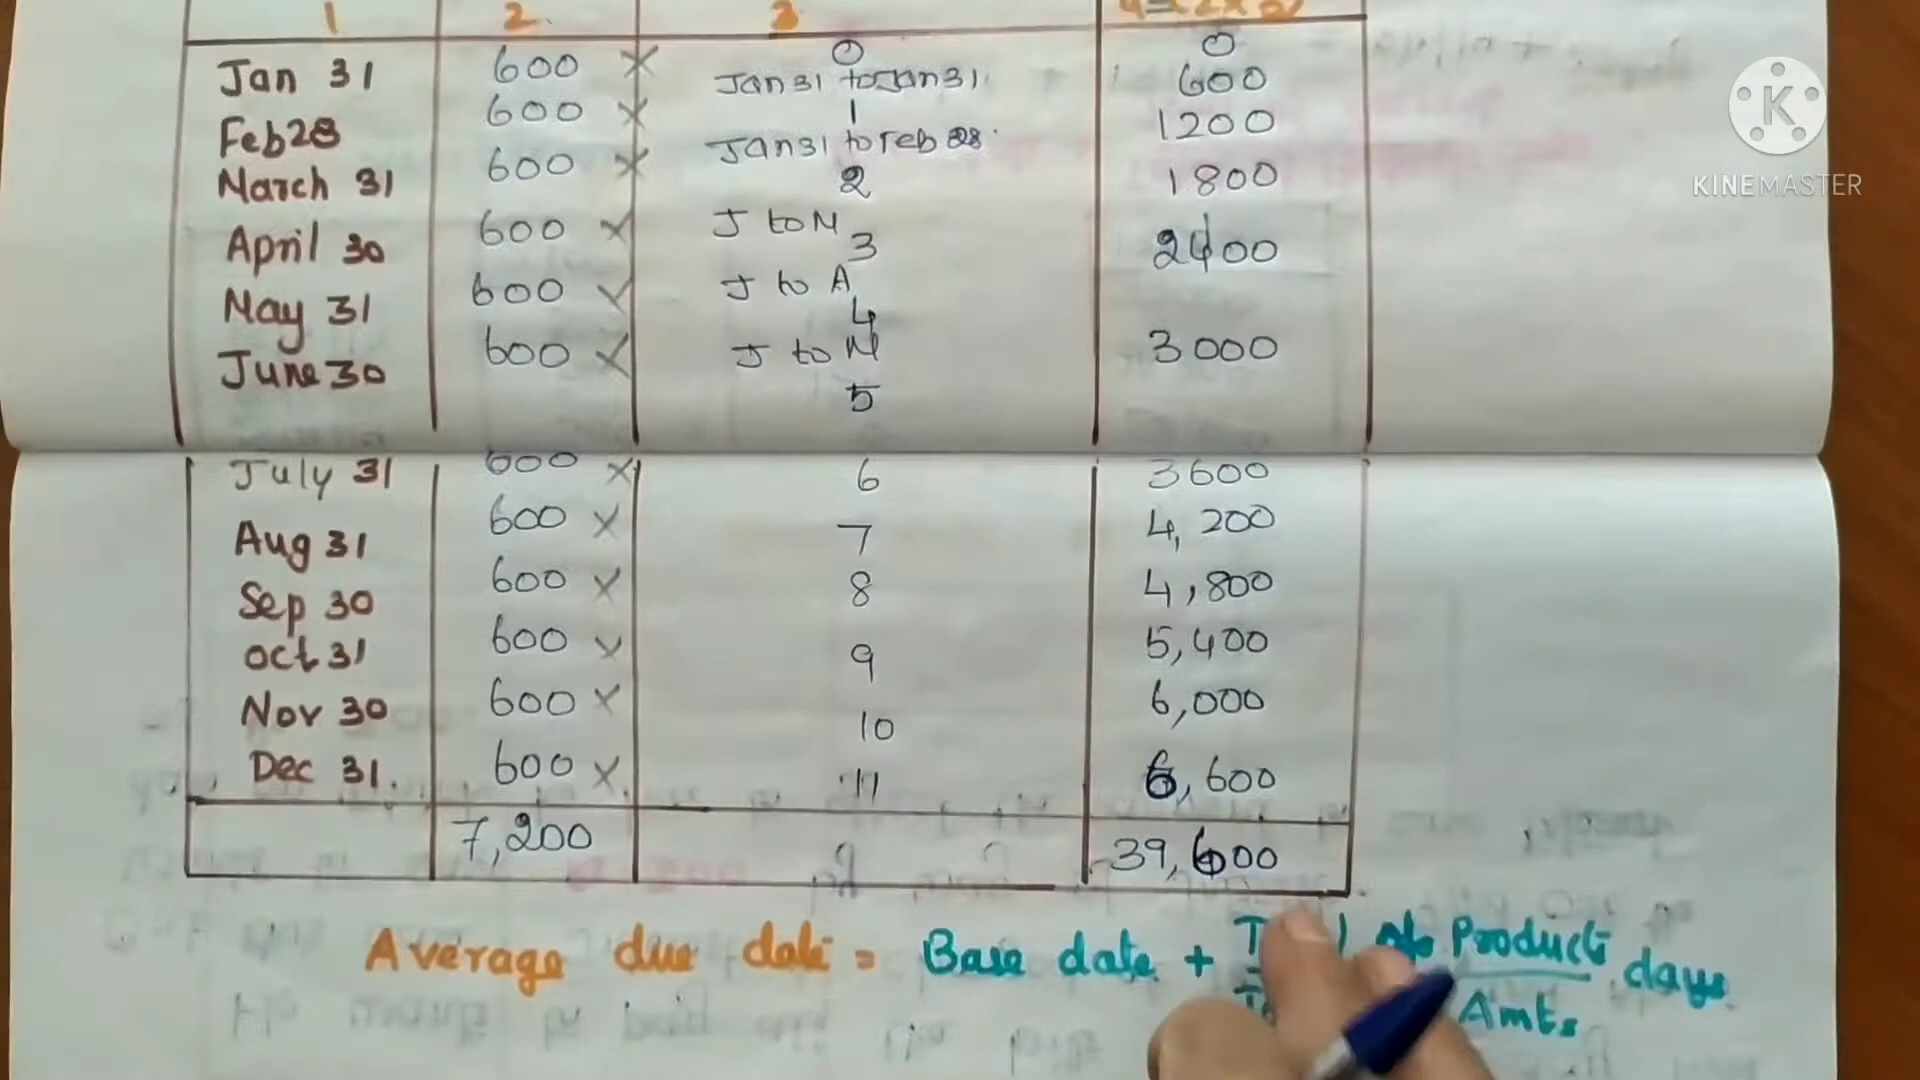 1 2. 3
0 0
Jan 31 600 × Jan 31 to Jan 31. 600
Feb 28 600 × 1 1200
Jan 31 to Feb 28.
March 31 600 × 2 1800
April 30 600 × J to M 2400
3
May 31 600 × J to A
4
June 30 600 × J to M 3000
5
July 31 600 × 6 3600
Aug 31 600 × 7 4,200
Sep 30 600 × 8 4,800
Oct 31 600 × 9 5,400
Nov 30 600 × 10 6,000
Dec 31. 600 × 11 6,600
7,200 39,600
Average due date = Base date + Product days
Amts
K
KINEMASTER